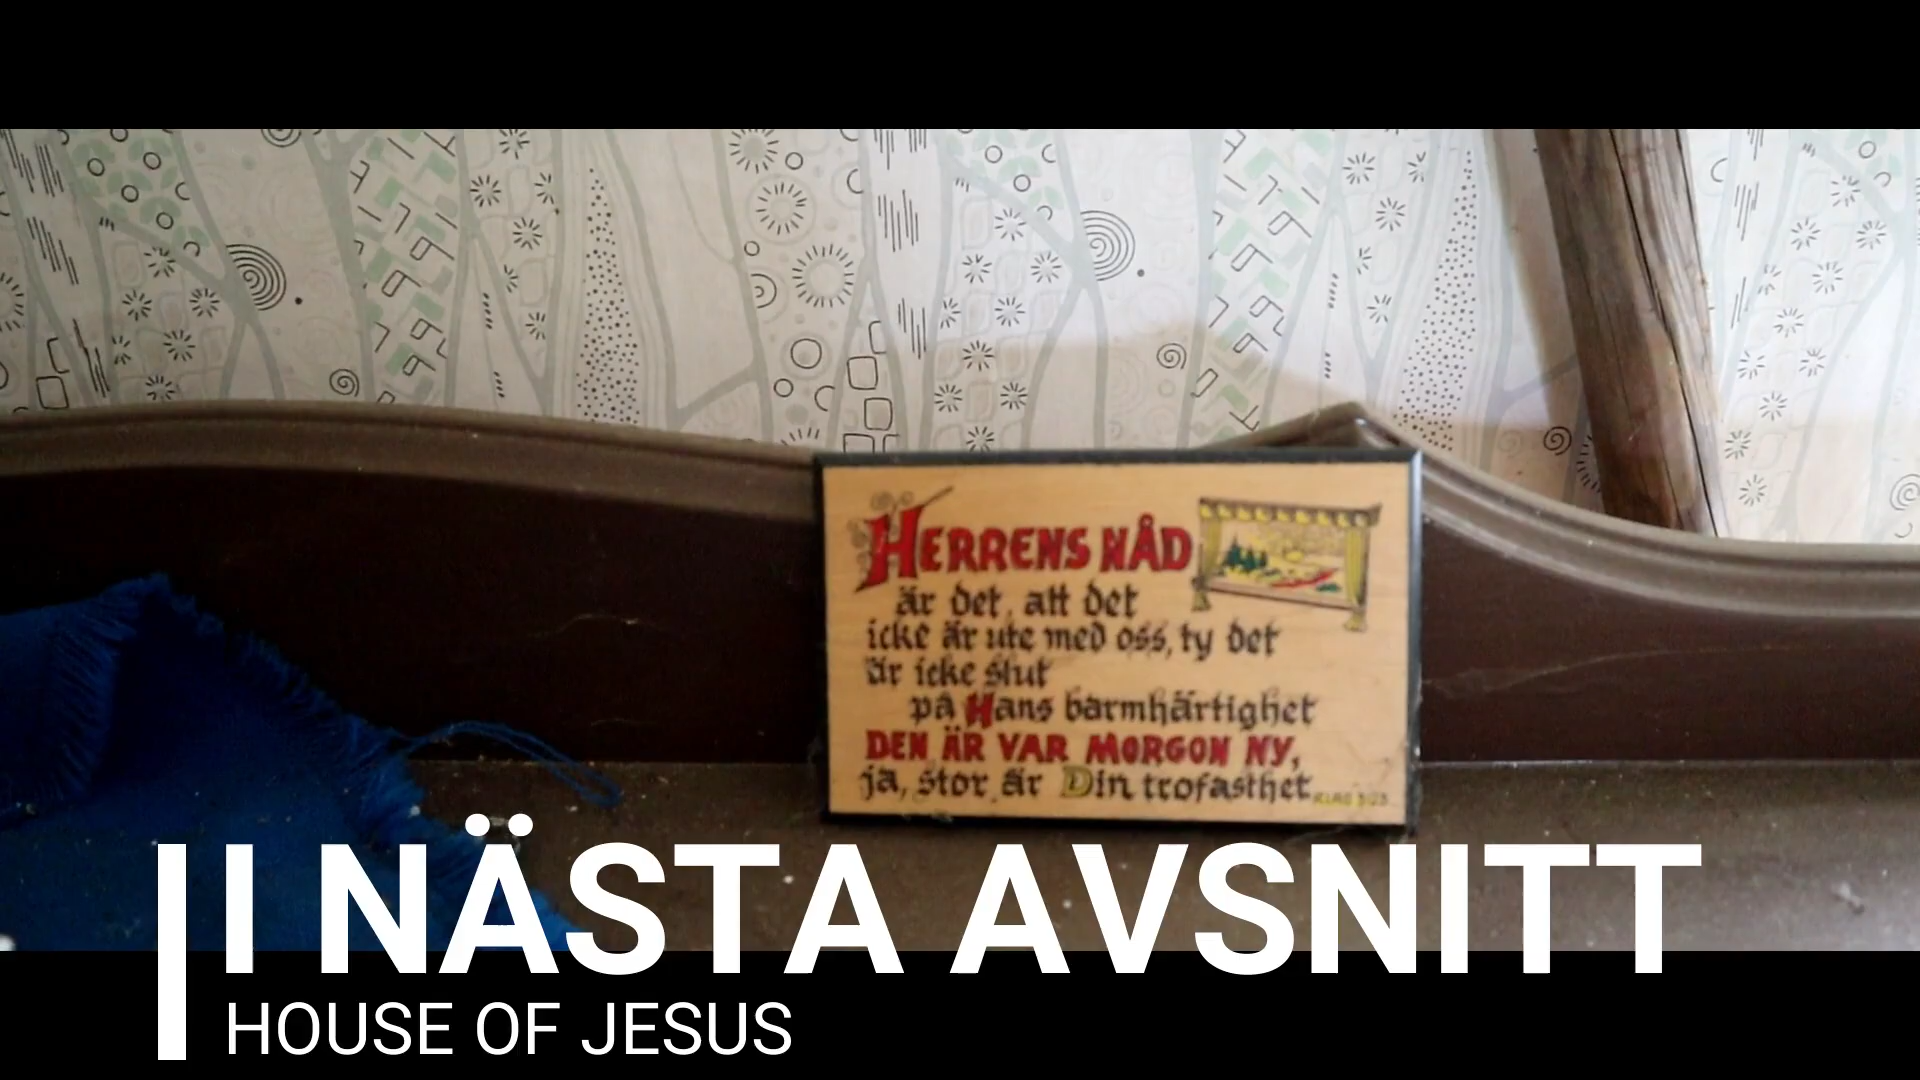 HERRENS NÅD
är det, att det
icke är ute med oss, ty det
är icke slut
på Hans barmhärtighet
DEN ÄR VAR MORGON NY,
ja, stor är Din trofasthet
I NÄSTA AVSNITT
HOUSE OF JESUS